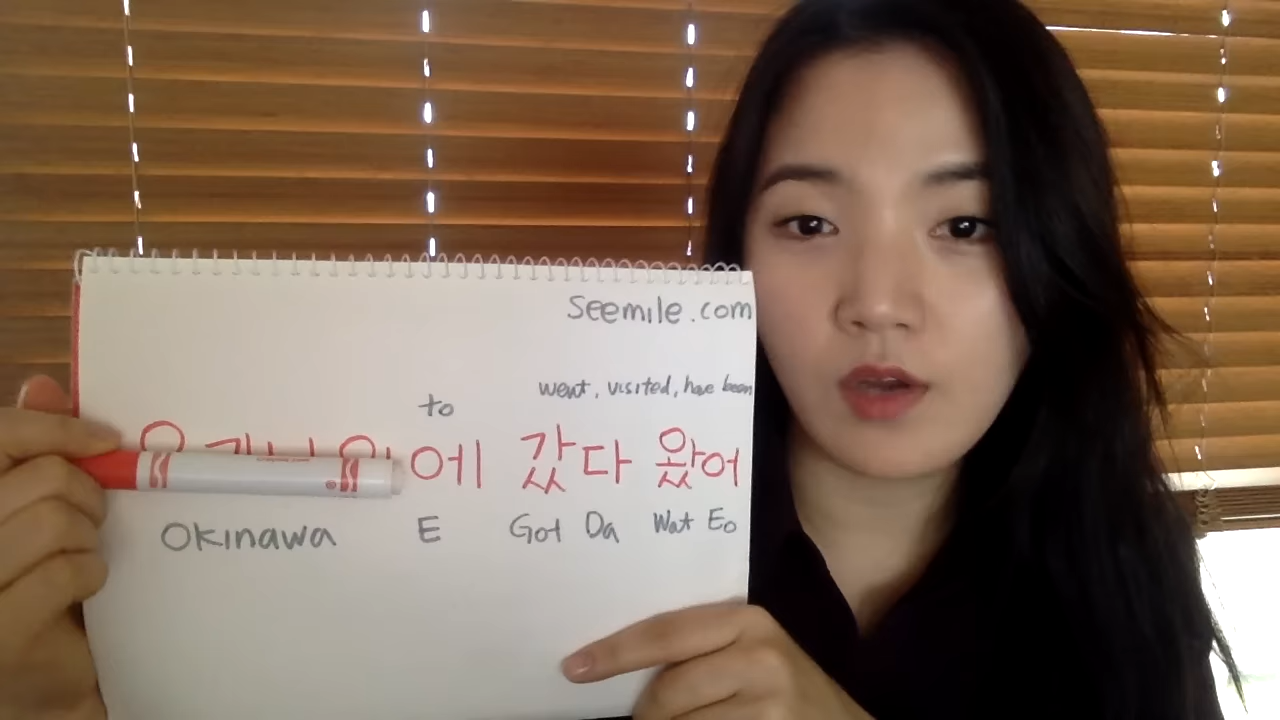 seemile.com
went, visited, have been
to
에 갔다 왔어
Okinawa E Got Da Wat Eo